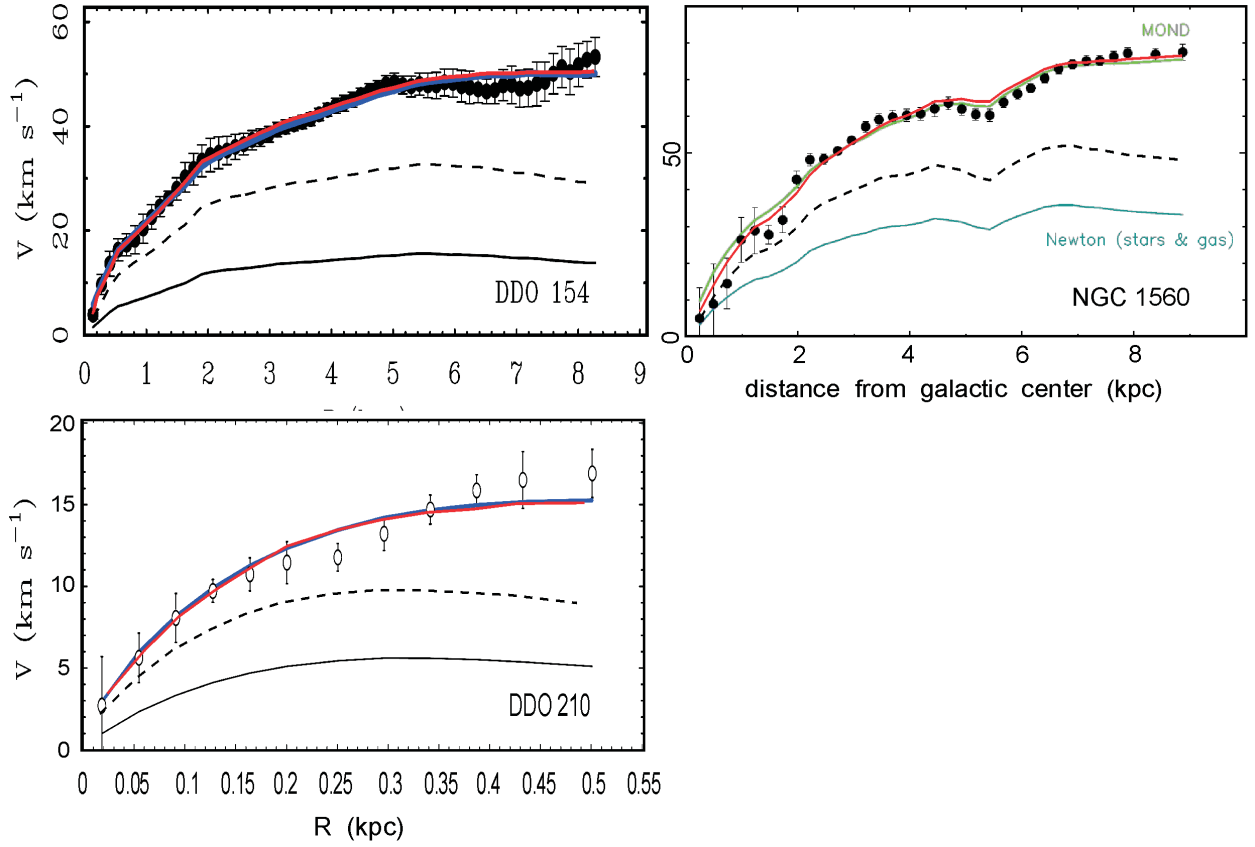 60
40
20
0
V (km s−1)
DDO 154
0 1 2 3 4 5 6 7 8 9
MOND
50
0
Newton (stars & gas)
NGC 1560
0 2 4 6 8
distance from galactic center (kpc)
20
15
10
5
0
V (km s−1)
DDO 210
0 0.05 0.1 0.15 0.2 0.25 0.3 0.35 0.4 0.45 0.5 0.55
R (kpc)